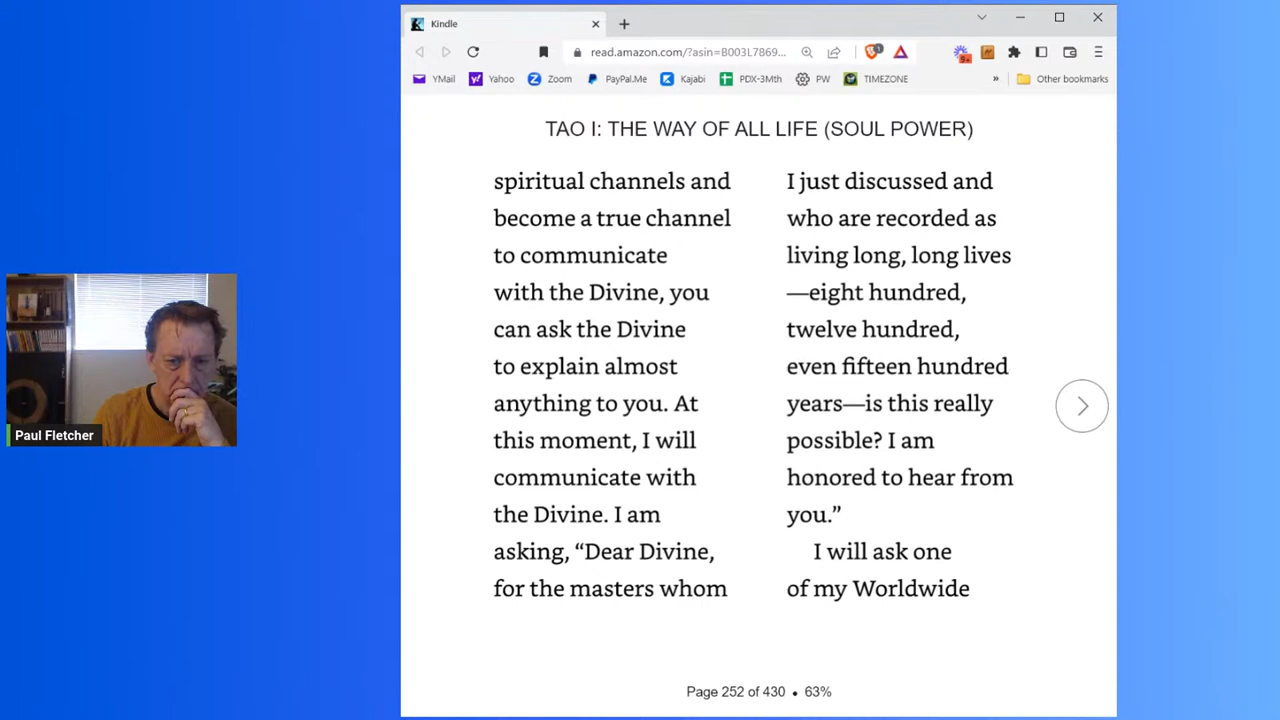 Kindle
read.amazon.com/?asin=B003L7869...
1
9+
YMail
Yahoo
Zoom
PayPal.Me
Kajabi
PDX-3Mth
PW
TIMEZONE
»
Other bookmarks
TAO I: THE WAY OF ALL LIFE (SOUL POWER)
spiritual channels and
become a true channel
to communicate
with the Divine, you
can ask the Divine
to explain almost
anything to you. At
this moment, I will
communicate with
the Divine. I am
asking, “Dear Divine,
for the masters whom
I just discussed and
who are recorded as
living long, long lives
—eight hundred,
twelve hundred,
even fifteen hundred
years—is this really
possible? I am
honored to hear from
you.”
I will ask one
of my Worldwide
Page 252 of 430 • 63%
Paul Fletcher